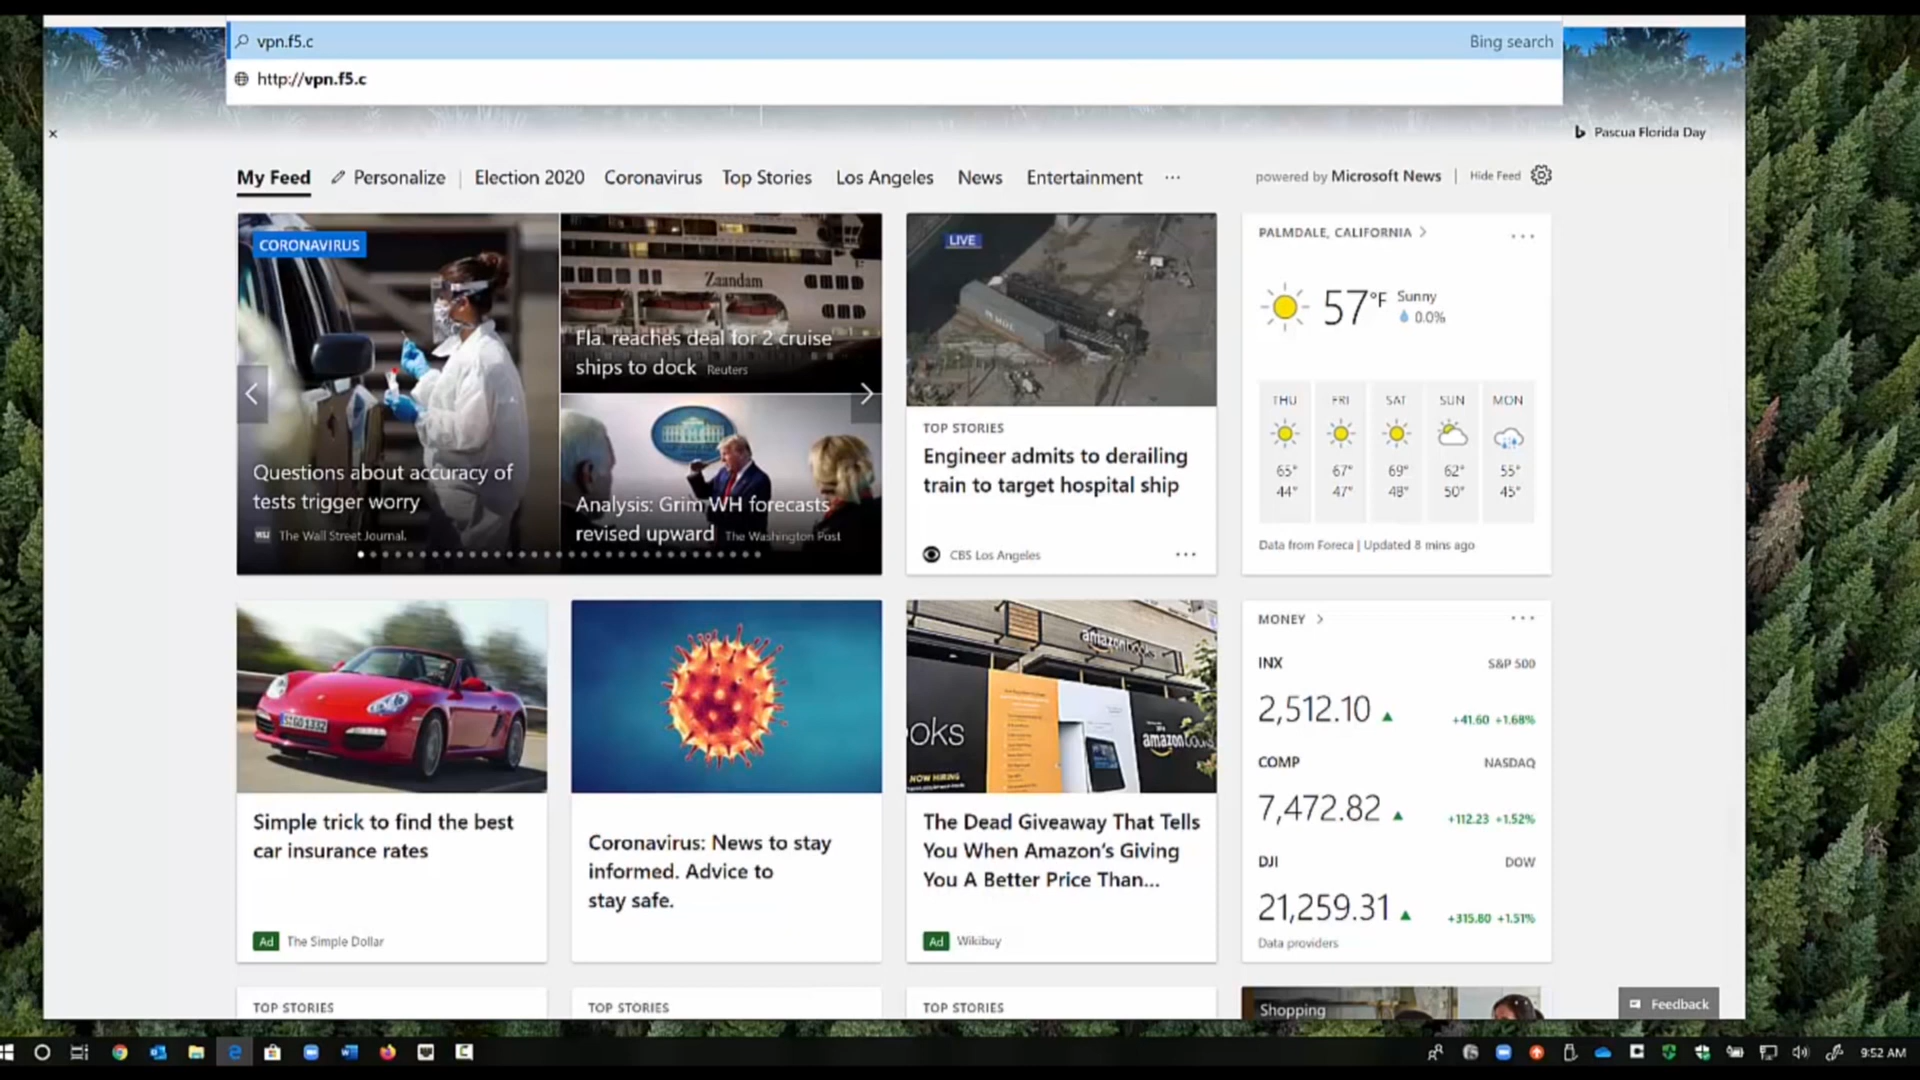 vpn.f5.c
Bing search
http://vpn.f5.c
Pascua Florida Day
My Feed
Personalize
Election 2020
Coronavirus
Top Stories
Los Angeles
News
Entertainment
powered by Microsoft News
Hide Feed
CORONAVIRUS
Questions about accuracy of
tests trigger worry
WSJ The Wall Street Journal.
Zaandam
Fla. reaches deal for 2 cruise
ships to dock Reuters
Analysis: Grim WH forecasts
revised upward The Washington Post
LIVE
TOP STORIES
Engineer admits to derailing
train to target hospital ship
CBS Los Angeles
PALMDALE, CALIFORNIA
57°F
Sunny
0.0%
THU FRI SAT SUN MON
65° 67° 69° 62° 55°
44° 47° 48° 50° 45°
Data from Foreca | Updated 8 mins ago
Simple trick to find the best
car insurance rates
Ad The Simple Dollar
Coronavirus: News to stay
informed. Advice to
stay safe.
amazonbooks
ooks
NOW HIRING
amazonbooks
The Dead Giveaway That Tells
You When Amazon's Giving
You A Better Price Than...
Ad Wikibuy
MONEY
INX S&P 500
2,512.10 +41.60 +1.68%
COMP NASDAQ
7,472.82 +112.23 +1.52%
DJI DOW
21,259.31 +315.80 +1.51%
Data providers
TOP STORIES
TOP STORIES
TOP STORIES
Shopping
Feedback
9:52 AM